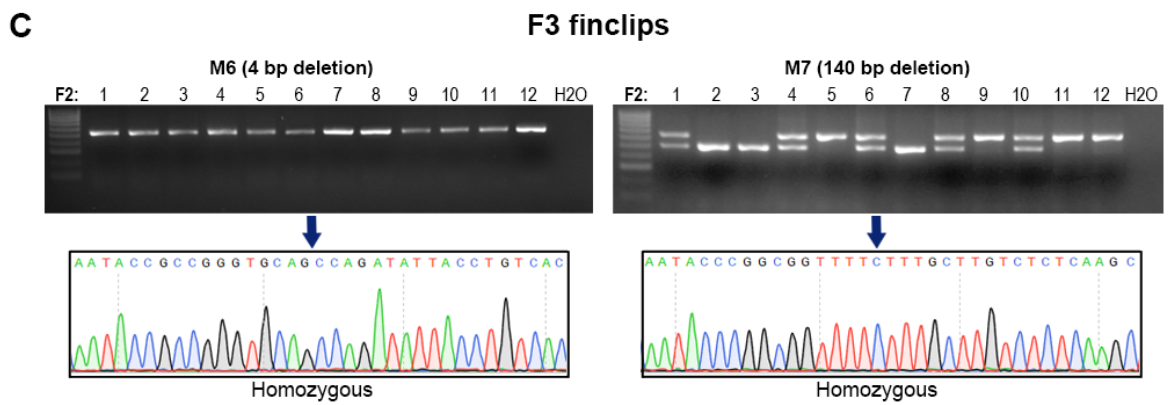 C
F3 finclips
M6 (4 bp deletion)
F2: 1 2 3 4 5 6 7 8 9 10 11 12 H2O
M7 (140 bp deletion)
F2: 1 2 3 4 5 6 7 8 9 10 11 12 H2O
A A T A C C G C C G G G T G C A G C C A G A T A T T A C C T G T C A C
Homozygous
A A T A C C C G G C G G T T T T C T T T G C T T G T C T C T C A A G C
Homozygous